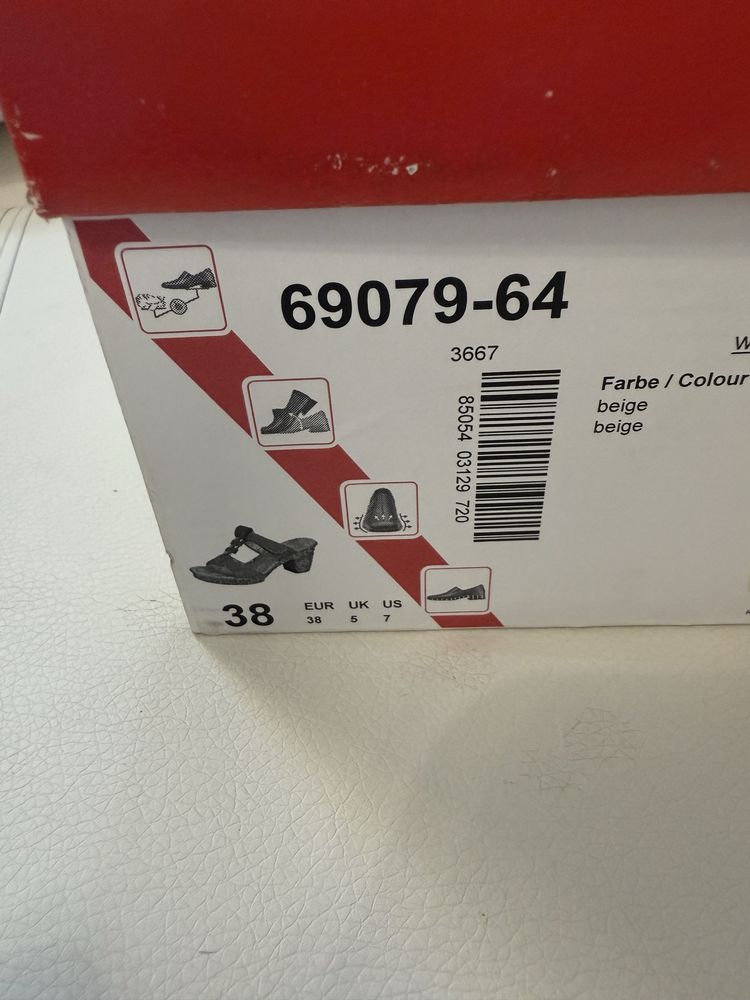 69079-64
3667
85054 03129 720
Farbe / Colour
beige
beige
38
EUR UK US
38 5 7